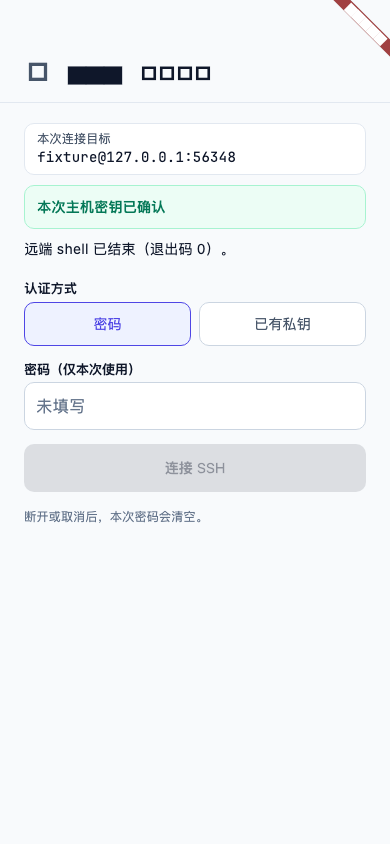 本次连接目标
fixture@127.0.0.1:56348
本次主机密钥已确认
远端 shell 已结束（退出码 0）。
认证方式
密码
已有私钥
密码（仅本次使用）
未填写
连接 SSH
断开或取消后，本次密码会清空。